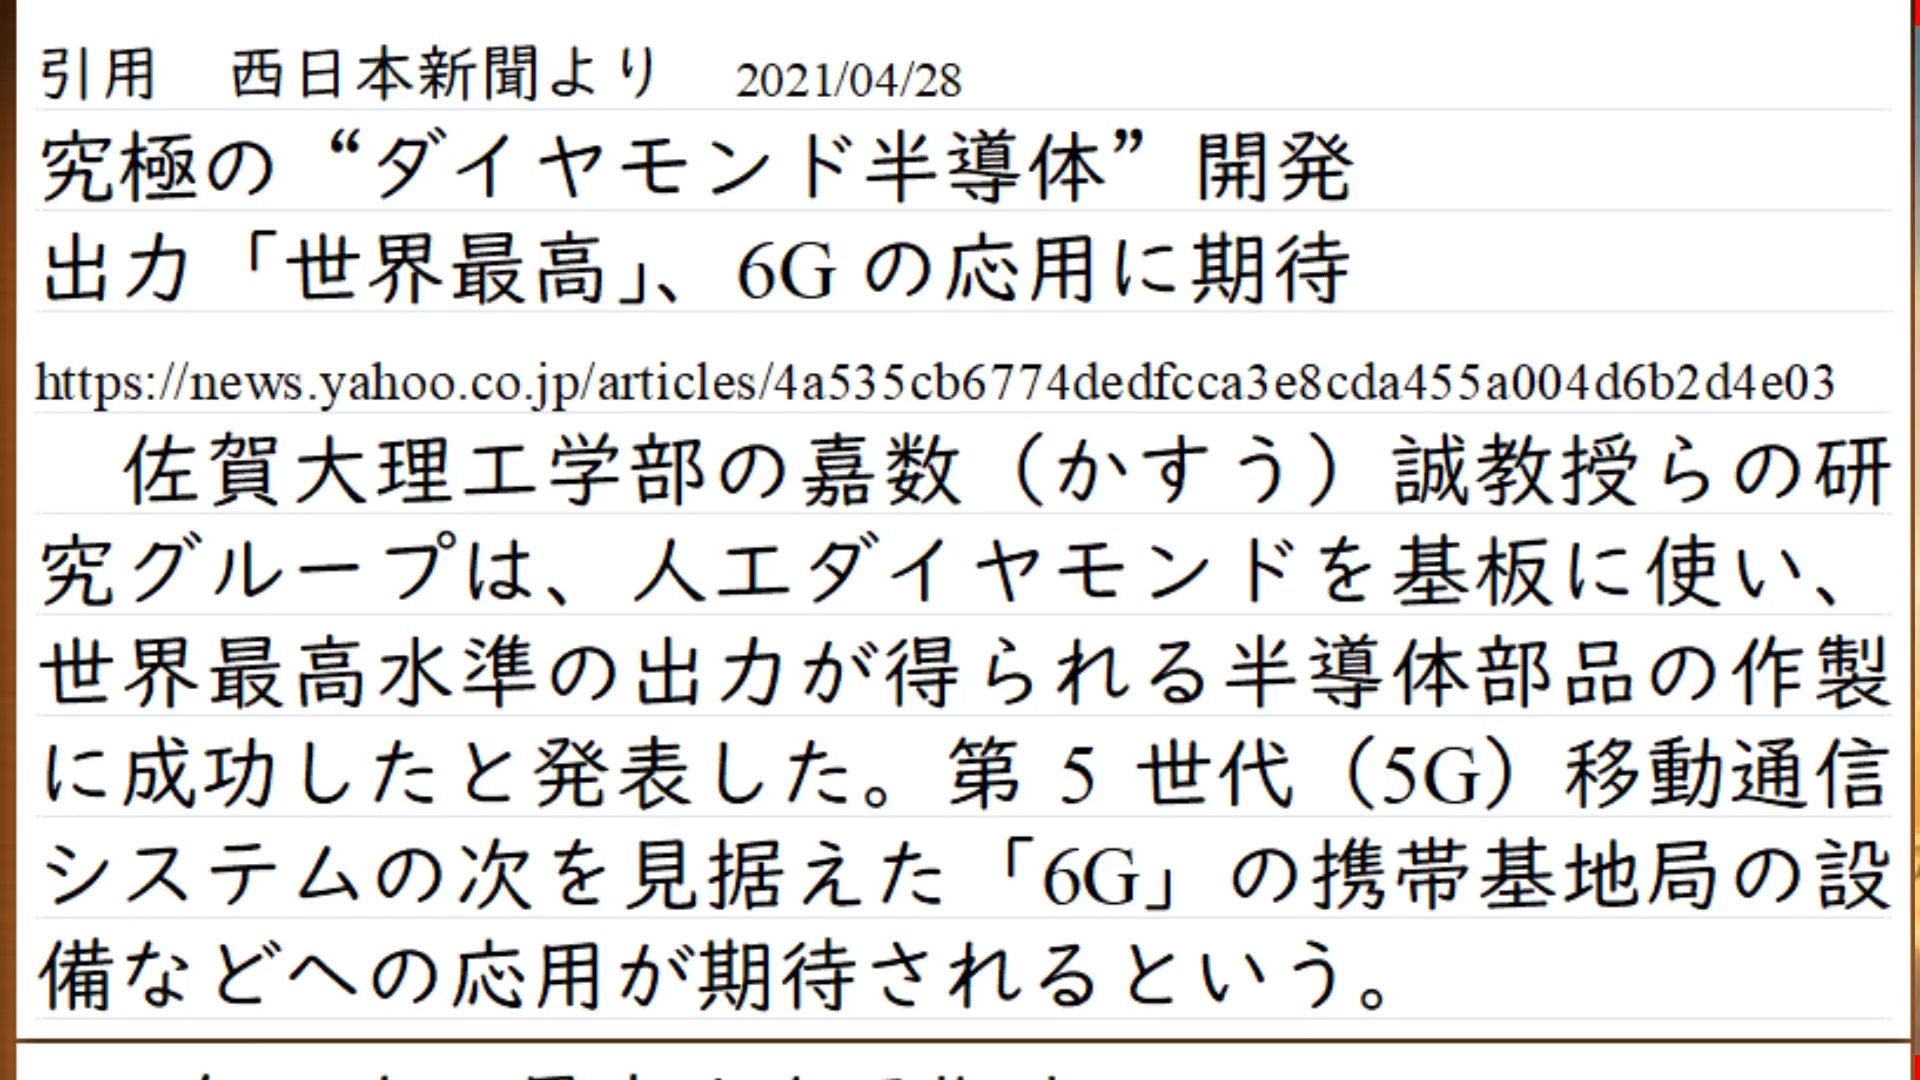 引用　西日本新聞より　2021/04/28
究極の“ダイヤモンド半導体”開発
出力「世界最高」、6G の応用に期待
https://news.yahoo.co.jp/articles/4a535cb6774dedfcca3e8cda455a004d6b2d4e03
　佐賀大理工学部の嘉数（かすう）誠教授らの研
究グループは、人工ダイヤモンドを基板に使い、
世界最高水準の出力が得られる半導体部品の作製
に成功したと発表した。第 5 世代（5G）移動通信
システムの次を見据えた「6G」の携帯基地局の設
備などへの応用が期待されるという。